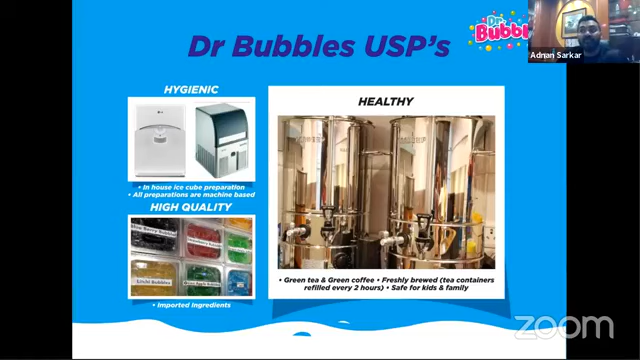 Dr Bubbles USP's
Dr
Bubbl
Adnan Sarkar
HYGIENIC
• In house ice cube preparation
• All preparations are machine based
HIGH QUALITY
Litchi Bubbles
• Imported Ingredients
HEALTHY
• Green tea & Green coffee • Freshly brewed (tea containers
refilled every 2 hours) • Safe for kids & family
zoom